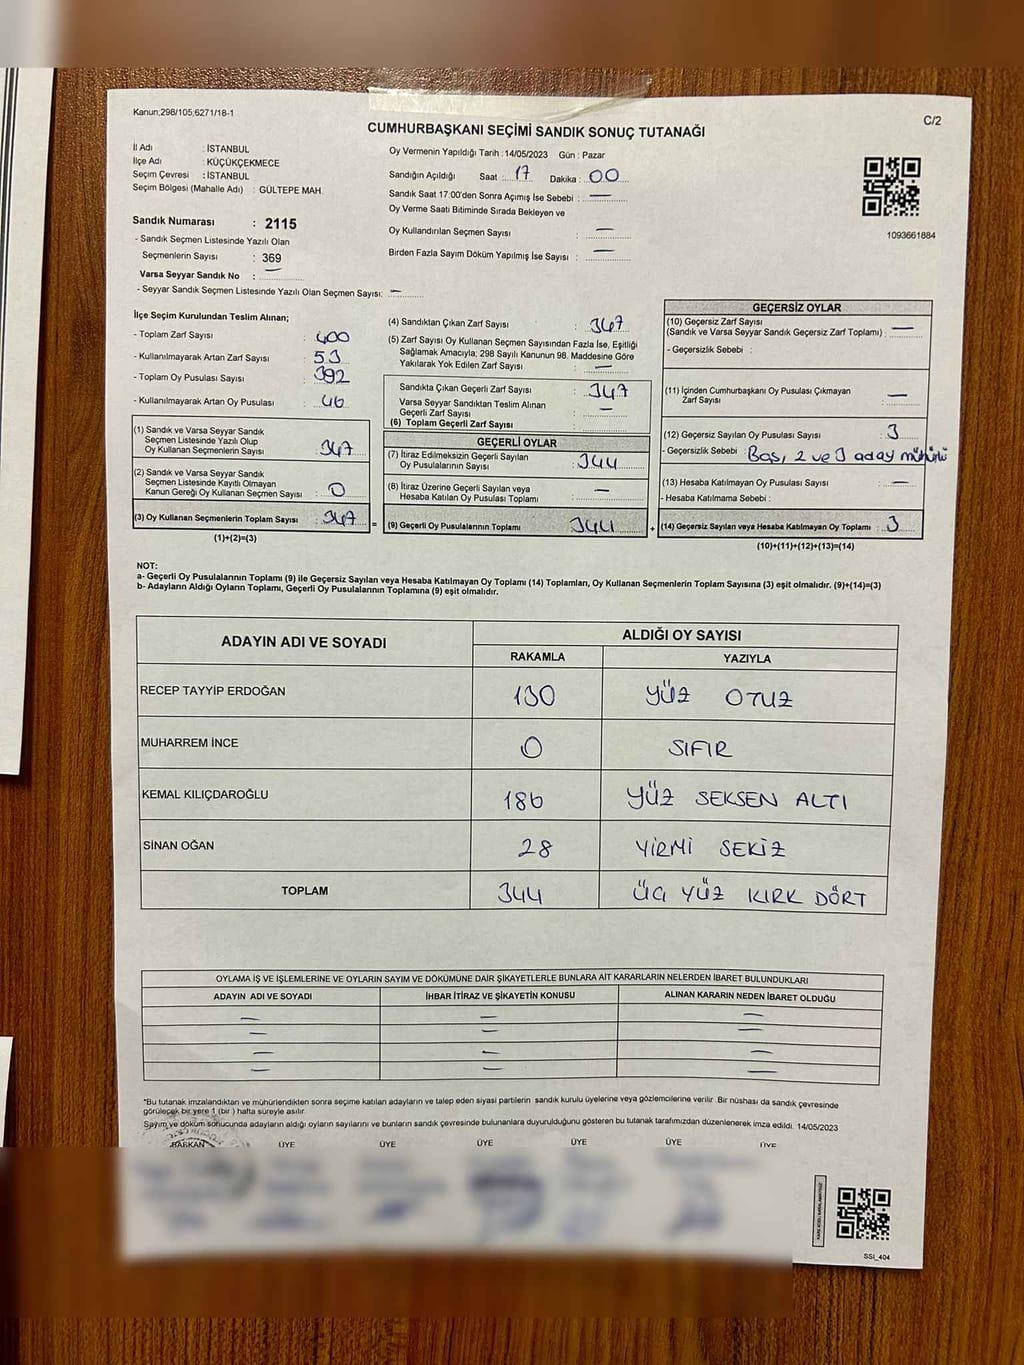 Kanun;298/105;6271/18-1
C/2
CUMHURBAŞKANI SEÇİMİ SANDIK SONUÇ TUTANAĞI
İl Adı : İSTANBUL
İlçe Adı : KÜÇÜKÇEKMECE
Seçim Çevresi : İSTANBUL
Seçim Bölgesi (Mahalle Adı) : GÜLTEPE MAH.
Sandık Numarası : 2115
- Sandık Seçmen Listesinde Yazılı Olan
Seçmenlerin Sayısı : 369
Varsa Seyyar Sandık No : —
- Seyyar Sandık Seçmen Listesinde Yazılı Olan Seçmen Sayısı: —
Oy Vermenin Yapıldığı Tarih : 14/05/2023 Gün : Pazar
Sandığın Açıldığı Saat : 17 Dakika : 00
Sandık Saat 17:00'den Sonra Açımış İse Sebebi : —
Oy Verme Saati Bitiminde Sırada Bekleyen ve
Oy Kullandırılan Seçmen Sayısı : —
Birden Fazla Sayım Döküm Yapılmış İse Sayısı : —
1093661884
İlçe Seçim Kurulundan Teslim Alınan;
- Toplam Zarf Sayısı : 400
- Kullanılmayarak Artan Zarf Sayısı : 53
- Toplam Oy Pusulası Sayısı : 392
- Kullanılmayarak Artan Oy Pusulası : 46
(1) Sandık ve Varsa Seyyar Sandık
Seçmen Listesinde Yazılı Olup
Oy Kullanan Seçmenlerin Sayısı : 347
(2) Sandık ve Varsa Seyyar Sandık
Seçmen Listesinde Kayıtlı Olmayan
Kanun Gereği Oy Kullanan Seçmen Sayısı : 0
(3) Oy Kullanan Seçmenlerin Toplam Sayısı : 347 =
(1)+(2)=(3)
(4) Sandıktan Çıkan Zarf Sayısı : 347
(5) Zarf Sayısı Oy Kullanan Seçmen Sayısından Fazla İse, Eşitliği
Sağlamak Amacıyla; 298 Sayılı Kanunun 98. Maddesine Göre
Yakılarak Yok Edilen Zarf Sayısı : —
Sandıkta Çıkan Geçerli Zarf Sayısı : 347
Varsa Seyyar Sandıktan Teslim Alınan
Geçerli Zarf Sayısı : —
(6) Toplam Geçerli Zarf Sayısı :
GEÇERLİ OYLAR
(7) İtiraz Edilmeksizin Geçerli Sayılan
Oy Pusulalarının Sayısı : 344
(8) İtiraz Üzerine Geçerli Sayılan veya
Hesaba Katılan Oy Pusulası Toplamı : —
(9) Geçerli Oy Pusulalarının Toplamı : 344 +
GEÇERSİZ OYLAR
(10) Geçersiz Zarf Sayısı
(Sandık ve Varsa Seyyar Sandık Geçersiz Zarf Toplamı) : —
- Geçersizlik Sebebi :
(11) İçinden Cumhurbaşkanı Oy Pusulası Çıkmayan
Zarf Sayısı : —
(12) Geçersiz Sayılan Oy Pusulası Sayısı : 3
- Geçersizlik Sebebi : Boş, 2 ve 3 aday mühürlü
(13) Hesaba Katılmayan Oy Pusulası Sayısı : —
- Hesaba Katılmama Sebebi :
(14) Geçersiz Sayılan veya Hesaba Katılmayan Oy Toplamı : 3
(10)+(11)+(12)+(13)=(14)
NOT:
a- Geçerli Oy Pusulalarının Toplamı (9) ile Geçersiz Sayılan veya Hesaba Katılmayan Oy Toplamı (14) Toplamları, Oy Kullanan Seçmenlerin Toplam Sayısına (3) eşit olmalıdır. (9)+(14)=(3)
b- Adayların Aldığı Oyların Toplamı, Geçerli Oy Pusulalarının Toplamına (9) eşit olmalıdır.
ADAYIN ADI VE SOYADI ALDIĞI OY SAYISI
RAKAMLA YAZIYLA
RECEP TAYYİP ERDOĞAN 130 YÜZ OTUZ
MUHARREM İNCE 0 SIFIR
KEMAL KILIÇDAROĞLU 186 YÜZ SEKSEN ALTI
SİNAN OĞAN 28 YİRMİ SEKİZ
TOPLAM 344 ÜÇ YÜZ KIRK DÖRT
OYLAMA İŞ VE İŞLEMLERİNE VE OYLARIN SAYIM VE DÖKÜMÜNE DAİR ŞİKAYETLERLE BUNLARA AİT KARARLARIN NELERDEN İBARET BULUNDUKLARI
ADAYIN ADI VE SOYADI İHBAR İTİRAZ VE ŞİKAYETİN KONUSU ALINAN KARARIN NEDEN İBARET OLDUĞU
— — —
— — —
— — —
— — —
*Bu tutanak imzalandıktan ve mühürlendikten sonra seçime katılan adayların ve talep eden siyasi partilerin sandık kurulu üyelerine veya gözlemcilerine verilir. Bir nüshası da sandık çevresinde
görülecek bir yere 1 (bir ) hafta süreyle asılır.
Sayım ve döküm sonucunda adayların aldığı oyların sayılarını ve bunların sandık çevresinde bulunanlara duyurulduğunu gösteren bu tutanak tarafımızdan düzenlenerek imza edildi. 14/05/2023
BAŞKAN ÜYE ÜYE ÜYE ÜYE ÜYE ÜYE
SSI_404